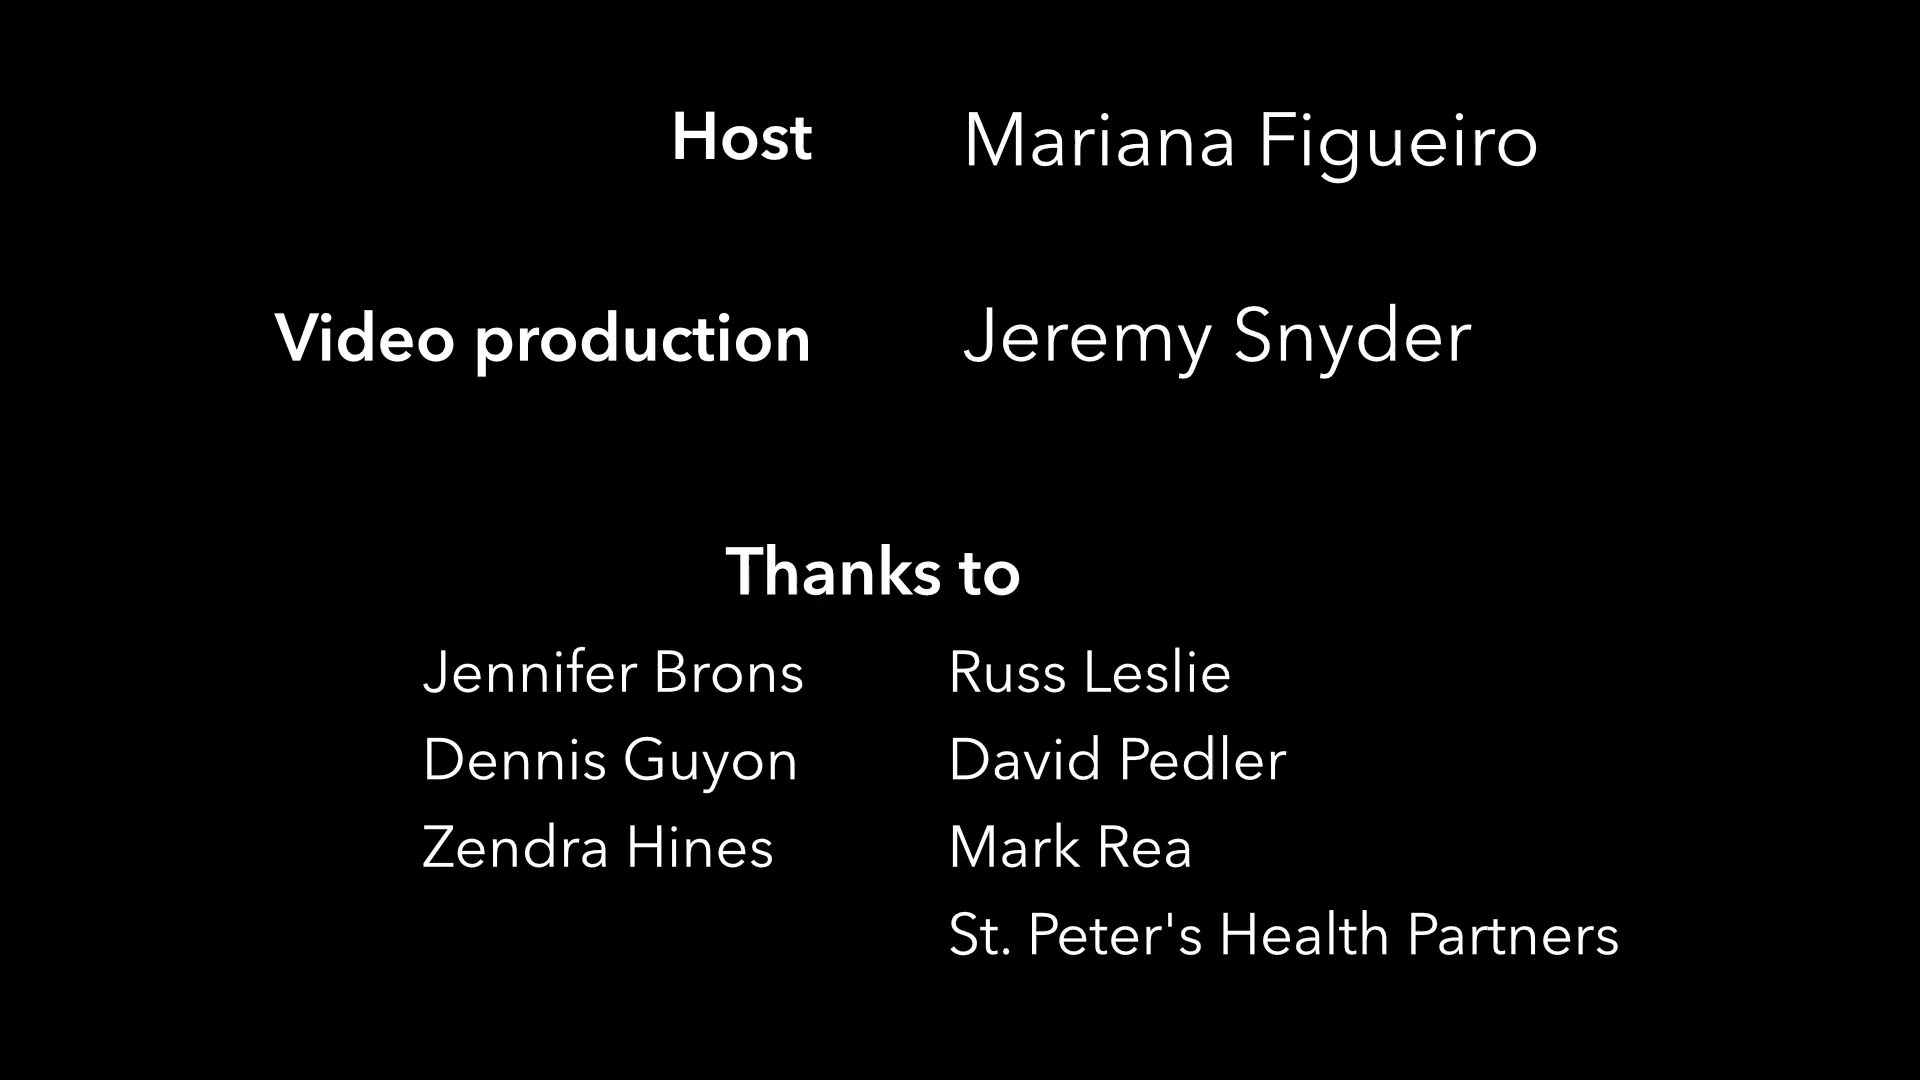 Host Mariana Figueiro
Video production Jeremy Snyder
Thanks to
Jennifer Brons Russ Leslie
Dennis Guyon David Pedler
Zendra Hines Mark Rea
St. Peter's Health Partners